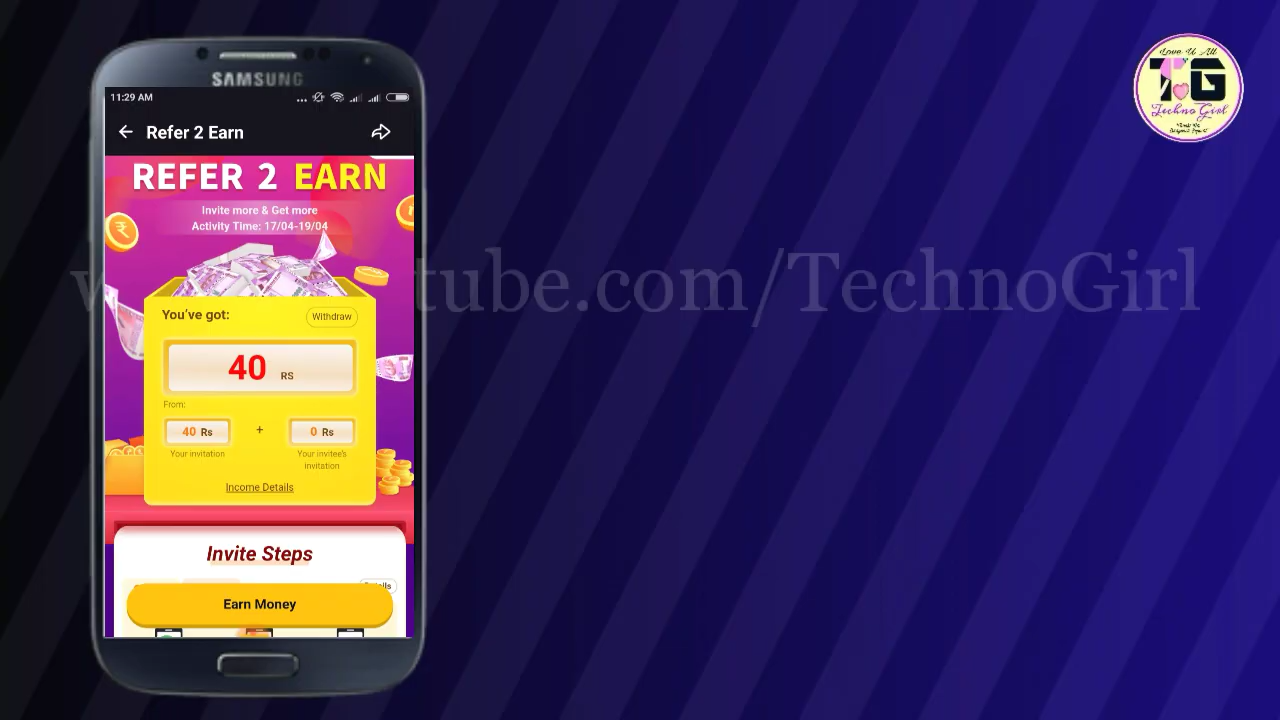 Love U All
T G
Techno Girl
SAMSUNG
11:29 AM
Refer 2 Earn
REFER 2 EARN
Invite more & Get more
Activity Time: 17/04-19/04
tube.com/TechnoGirl
You've got:
Withdraw
40 RS
From:
40 Rs + 0 Rs
Your invitation
Your invitee's
invitation
Income Details
Invite Steps
Earn Money